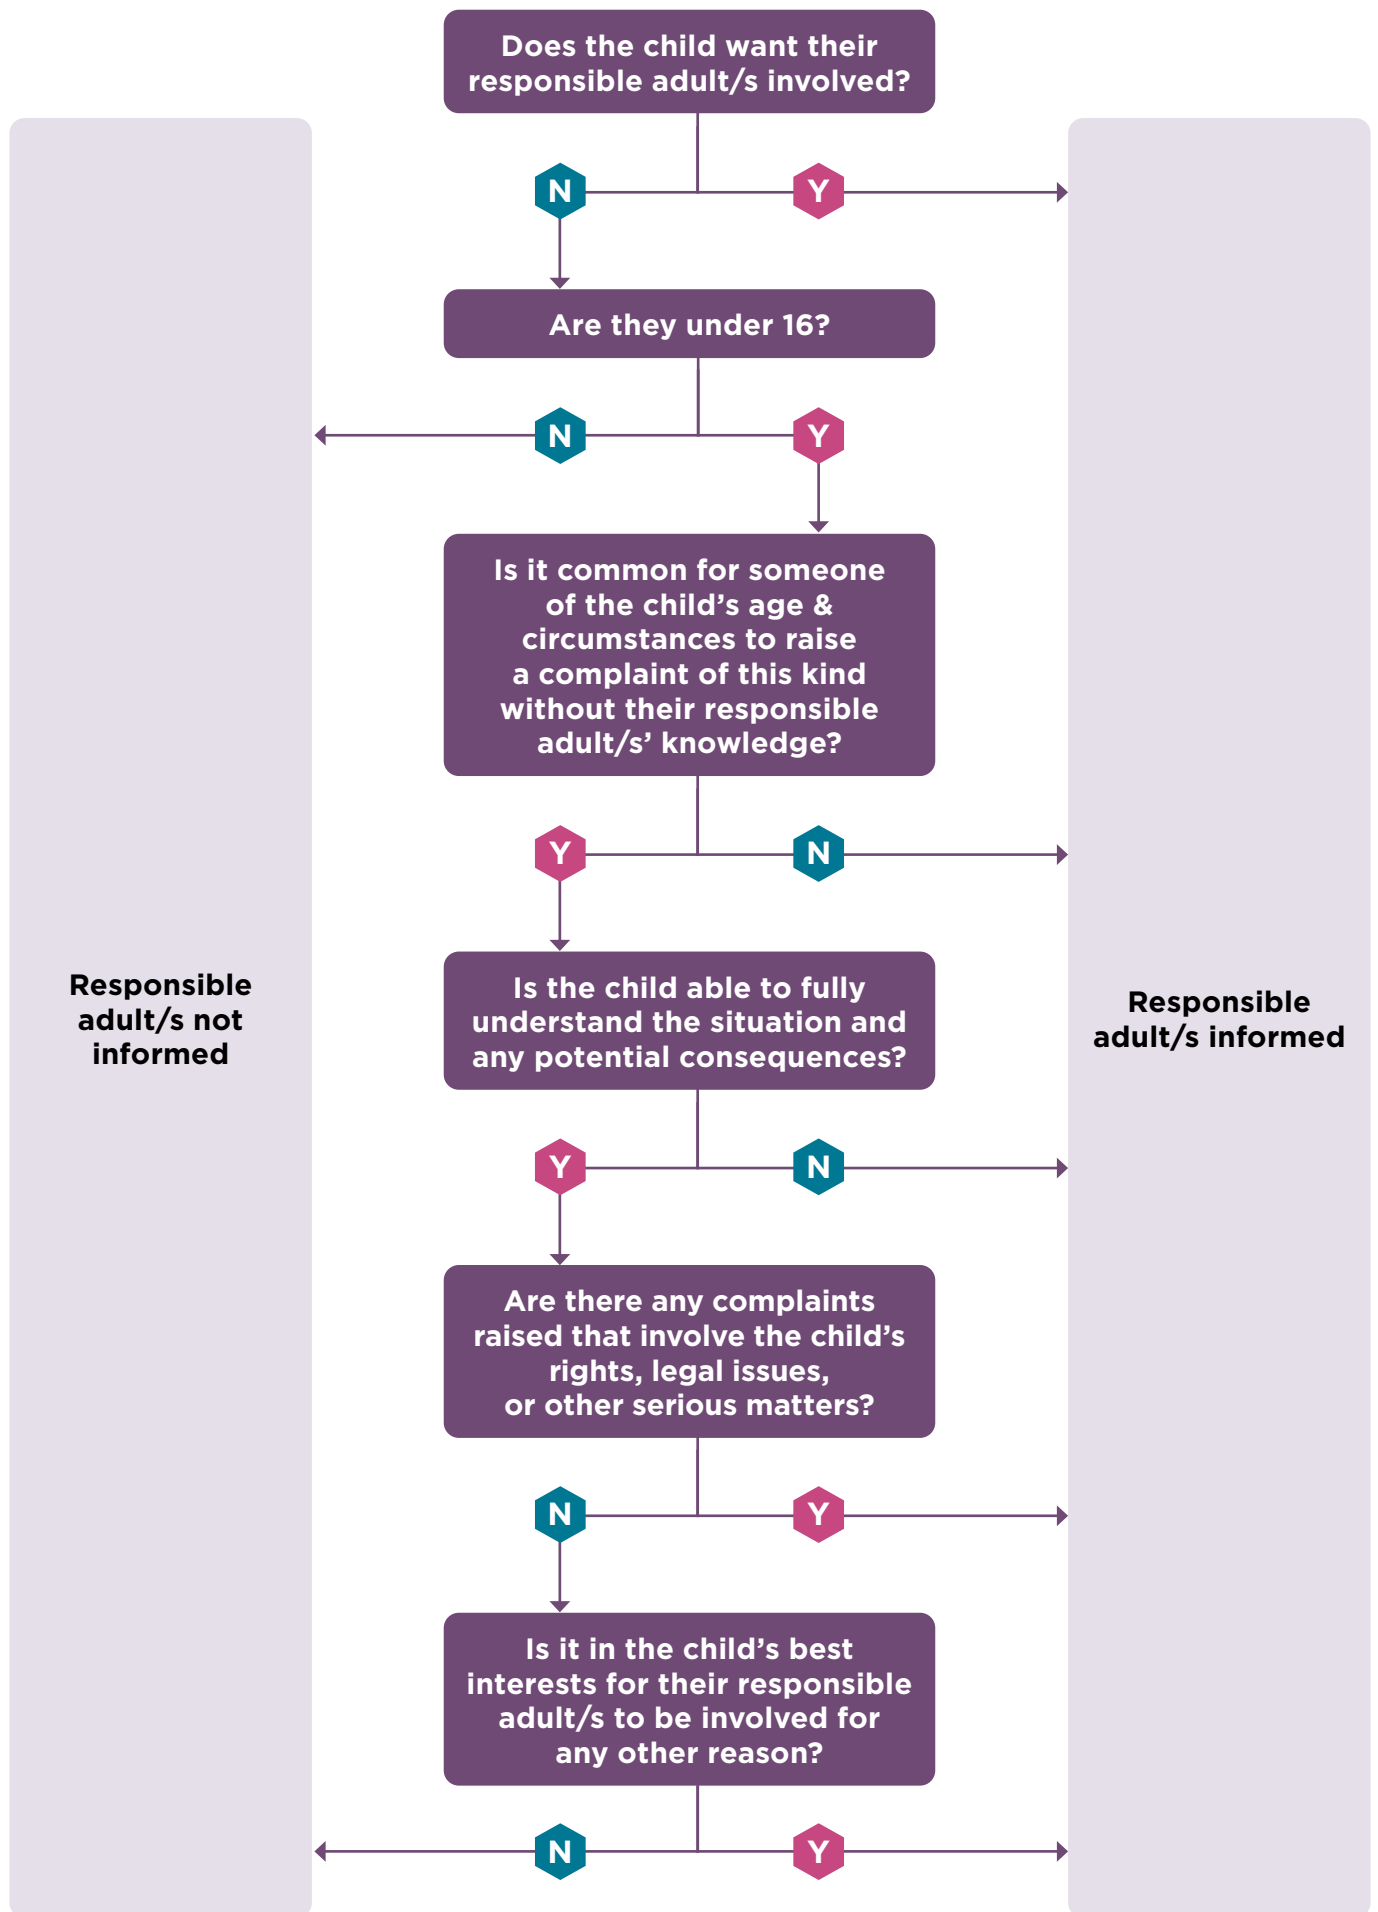 Does the child want their
responsible adult/s involved?
N
Y
Are they under 16?
N
Y
Is it common for someone
of the child’s age &
circumstances to raise
a complaint of this kind
without their responsible
adult/s’ knowledge?
Y
N
Responsible
adult/s not
informed
Is the child able to fully
understand the situation and
any potential consequences?
Responsible
adult/s informed
Y
N
Are there any complaints
raised that involve the child’s
rights, legal issues,
or other serious matters?
N
Y
Is it in the child’s best
interests for their responsible
adult/s to be involved for
any other reason?
N
Y